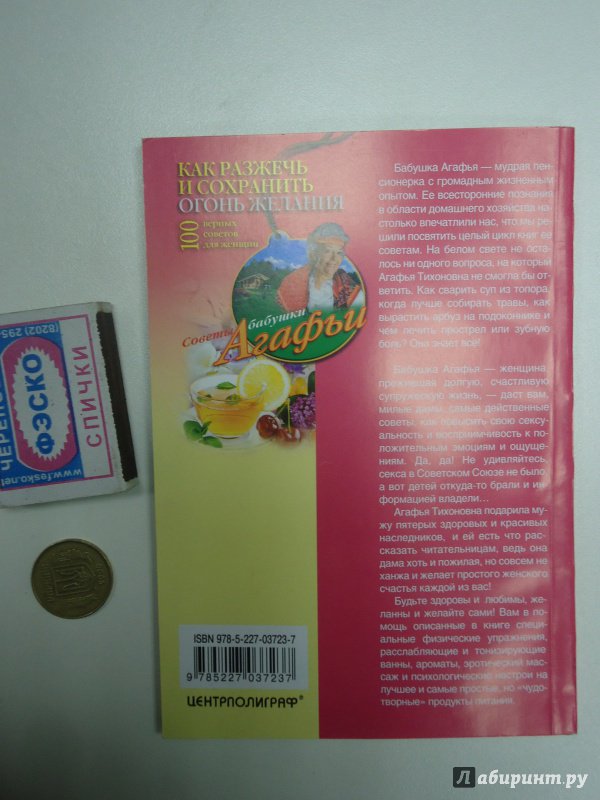 КАК РАЗЖЕЧЬ
И СОХРАНИТЬ
ОГОНЬ ЖЕЛАНИЯ
100
верных
советов
для женщин
Советы
бабушки
Агафьи
Бабушка Агафья — мудрая пен-
сионерка с громадным жизненным
опытом. Ее всесторонние познания
в области домашнего хозяйства на-
столько впечатлили нас, что мы ре-
шили посвятить целый цикл книг ее
советам. На белом свете не оста-
лось ни одного вопроса, на который
Агафья Тихоновна не смогла бы от-
ветить. Как сварить суп из топора,
когда лучше собирать травы, как
вырастить арбуз на подоконнике и
чем лечить прострел или зубную
боль? Она знает всё!
Бабушка Агафья — женщина,
прожившая долгую, счастливую
супружескую жизнь, — даст вам,
милые дамы, самые действенные
советы, как повысить свою сексу-
альность и восприимчивость к по-
ложительным эмоциям и ощуще-
ниям. Да, да! Не удивляйтесь,
секса в Советском Союзе не было,
а вот детей откуда-то брали и ин-
формацией владели...
Агафья Тихоновна подарила му-
жу пятерых здоровых и красивых
наследников, и ей есть что рас-
сказать читательницам, ведь она
дама хоть и пожилая, но совсем не
ханжа и желает простого женского
счастья каждой из вас!
Будьте здоровы и любимы, же-
ланны и желайте сами! Вам в по-
мощь описанные в книге специ-
альные физические упражнения,
расслабляющие и тонизирующие
ванны, ароматы, эротический мас-
саж и психологические настрои на
лучшее и самые простые, но «чудо-
творные» продукты питания.
ISBN 978-5-227-03723-7
9 785227 037237
ЦЕНТРПОЛИГРАФ®
(8202) 295-
СПИЧКИ
ФЭСКО
www.fesko.net
ЧЕРЕПО
Лабиринт.ру